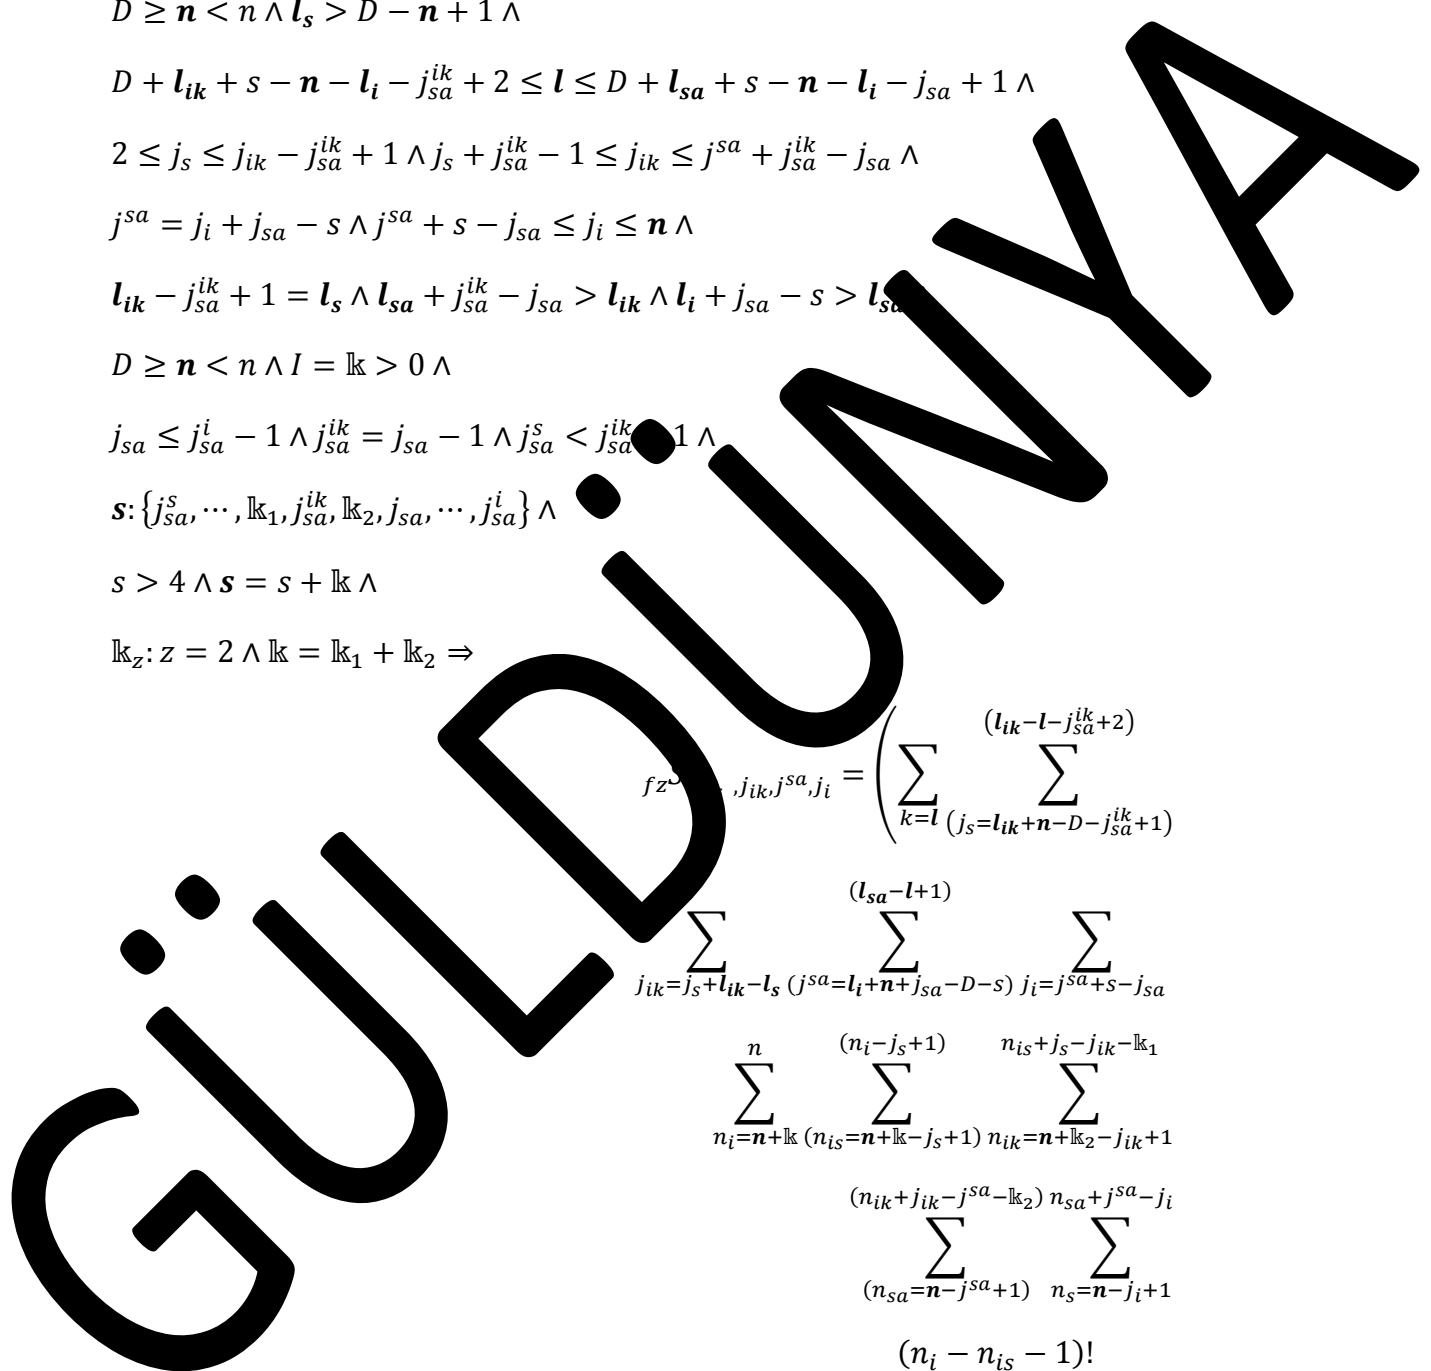 D ≥ 𝒏 < n ∧ 𝒍_𝒔 > D − 𝒏 + 1 ∧
D + 𝒍_𝒊𝒌 + s − 𝒏 − 𝒍_𝒊 − j_{sa}^{ik} + 2 ≤ 𝒍 ≤ D + 𝒍_𝒔𝒂 + s − 𝒏 − 𝒍_𝒊 − j_{sa} + 1 ∧
2 ≤ j_s ≤ j_{ik} − j_{sa}^{ik} + 1 ∧ j_s + j_{sa}^{ik} − 1 ≤ j_{ik} ≤ j^{sa} + j_{sa}^{ik} − j_{sa} ∧
j^{sa} = j_i + j_{sa} − s ∧ j^{sa} + s − j_{sa} ≤ j_i ≤ 𝒏 ∧
𝒍_𝒊𝒌 − j_{sa}^{ik} + 1 = 𝒍_𝒔 ∧ 𝒍_𝒔𝒂 + j_{sa}^{ik} − j_{sa} > 𝒍_𝒊𝒌 ∧ 𝒍_𝒊 + j_{sa} − s > 𝒍_𝒔𝒂
D ≥ 𝒏 < n ∧ I = 𝕜 > 0 ∧
j_{sa} ≤ j_{sa}^{i} − 1 ∧ j_{sa}^{ik} = j_{sa} − 1 ∧ j_{sa}^{s} < j_{sa}^{ik} 1 ∧
𝒔: {j_{sa}^{s}, ⋯ , 𝕜_1, j_{sa}^{ik}, 𝕜_2, j_{sa}, ⋯ , j_{sa}^{i}} ∧
s > 4 ∧ 𝒔 = s + 𝕜 ∧
𝕜_z: z = 2 ∧ 𝕜 = 𝕜_1 + 𝕜_2 ⇒
_{fz}S_{,j_{ik},j^{sa},j_i} = ( ∑_{k=𝒍} ∑_{(j_s=𝒍_𝒊𝒌+𝒏−D−j_{sa}^{ik}+1)}^{(𝒍_𝒊𝒌−𝒍−j_{sa}^{ik}+2)}
∑_{j_{ik}=j_s+𝒍_𝒊𝒌−𝒍_𝒔} ∑_{(j^{sa}=𝒍_𝒊+𝒏+j_{sa}−D−s)}^{(𝒍_𝒔𝒂−𝒍+1)} ∑_{j_i=j^{sa}+s−j_{sa}}
∑_{n_i=𝒏+𝕜}^{n} ∑_{(n_{is}=𝒏+𝕜−j_s+1)}^{(n_i−j_s+1)} ∑_{n_{ik}=𝒏+𝕜_2−j_{ik}+1}^{n_{is}+j_s−j_{ik}−𝕜_1}
∑_{(n_{sa}=𝒏−j^{sa}+1)}^{(n_{ik}+j_{ik}−j^{sa}−𝕜_2)} ∑_{n_s=𝒏−j_i+1}^{n_{sa}+j^{sa}−j_i}
(n_i − n_{is} − 1)!
GÜLDÜNYA